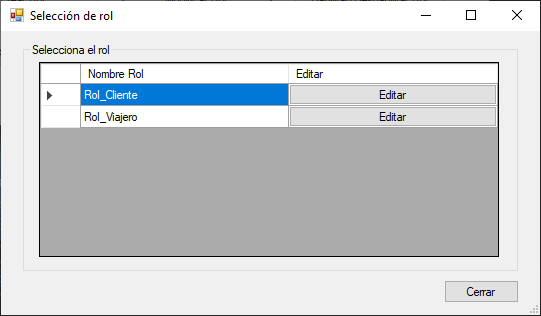 Selección de rol
Selecciona el rol
Nombre Rol Editar
Rol_Cliente Editar
Rol_Viajero Editar
Cerrar